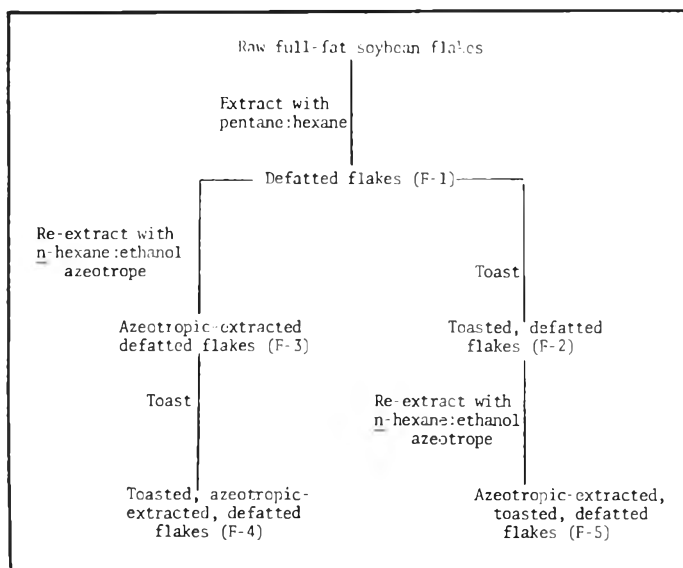 Raw full-fat soybean flakes
Extract with
pentane:hexane
Defatted flakes (F-1)
Re-extract with
n-hexane:ethanol
azeotrope
Toast
Azeotropic-extracted
defatted flakes (F-3)
Toasted, defatted
flakes (F-2)
Toast
Re-extract with
n-hexane:ethanol
azeotrope
Toasted, azeotropic-
extracted, defatted
flakes (F-4)
Azeotropic-extracted,
toasted, defatted
flakes (F-5)